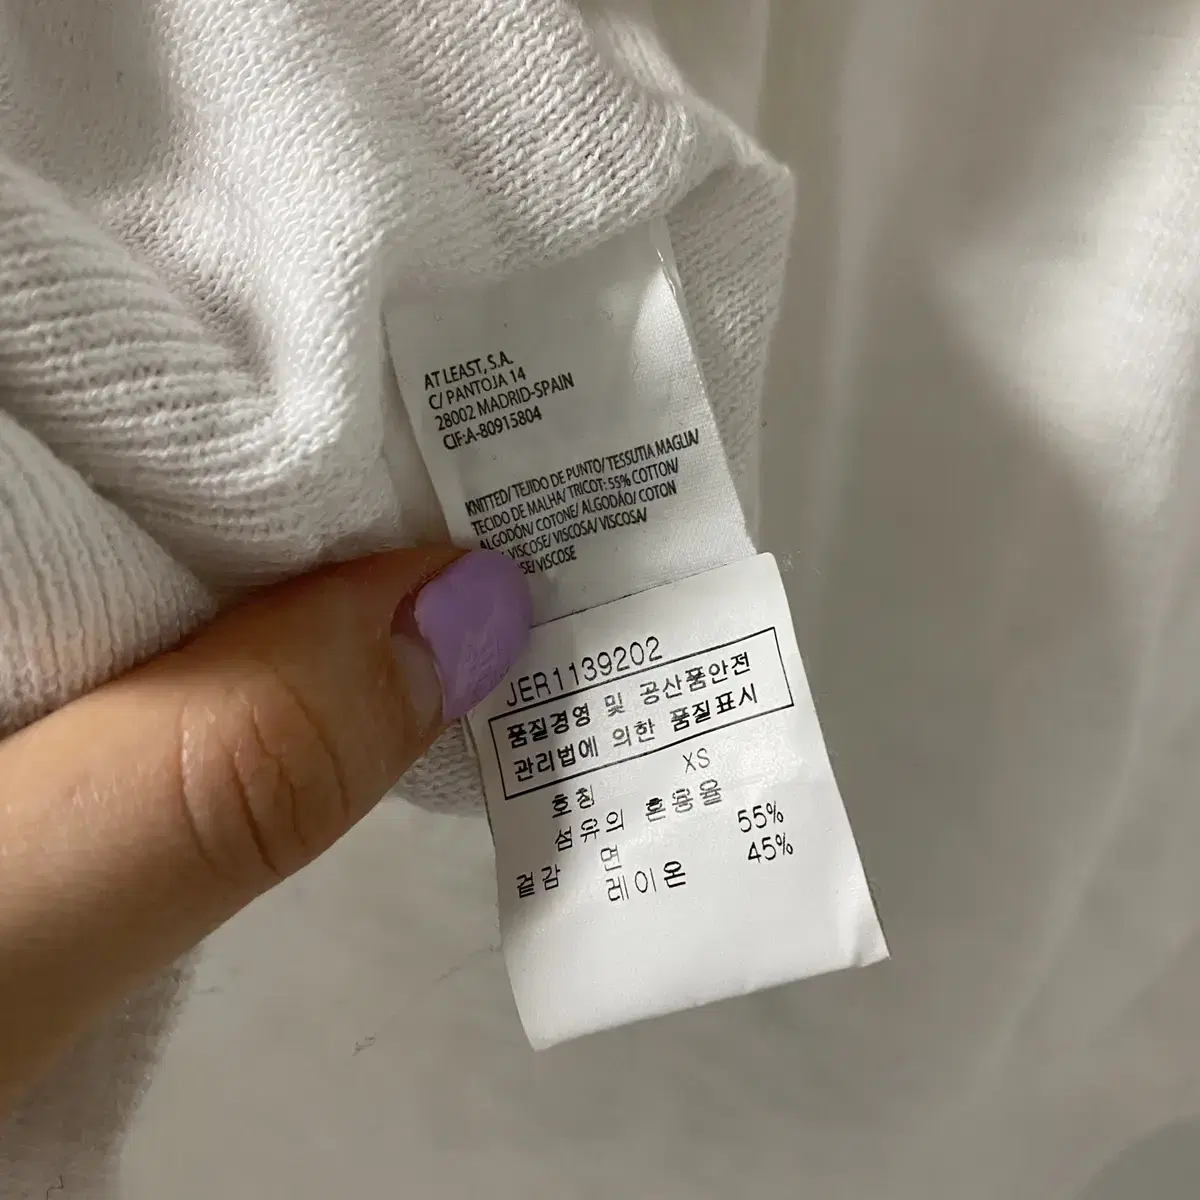 AT LEAST, S.A.
C/ PANTOJA 14
28002 MADRID-SPAIN
CIF:A-80915804
KNITTED/ TEJIDO DE PUNTO/ TESSUTIA MAGLIA/
TECIDO DE MALHA/ TRICOT: 55% COTTON/
ALGODÓN/ COTONE/ ALGODÃO/ COTON
VISCOSE/ VISCOSA/ VISCOSA/
SE/ VISCOSE
JER1139202
품질경영 및 공산품안전
관리법에 의한 품질표시
호칭 XS
섬유의 혼용율
겉감 면 55%
레이온 45%